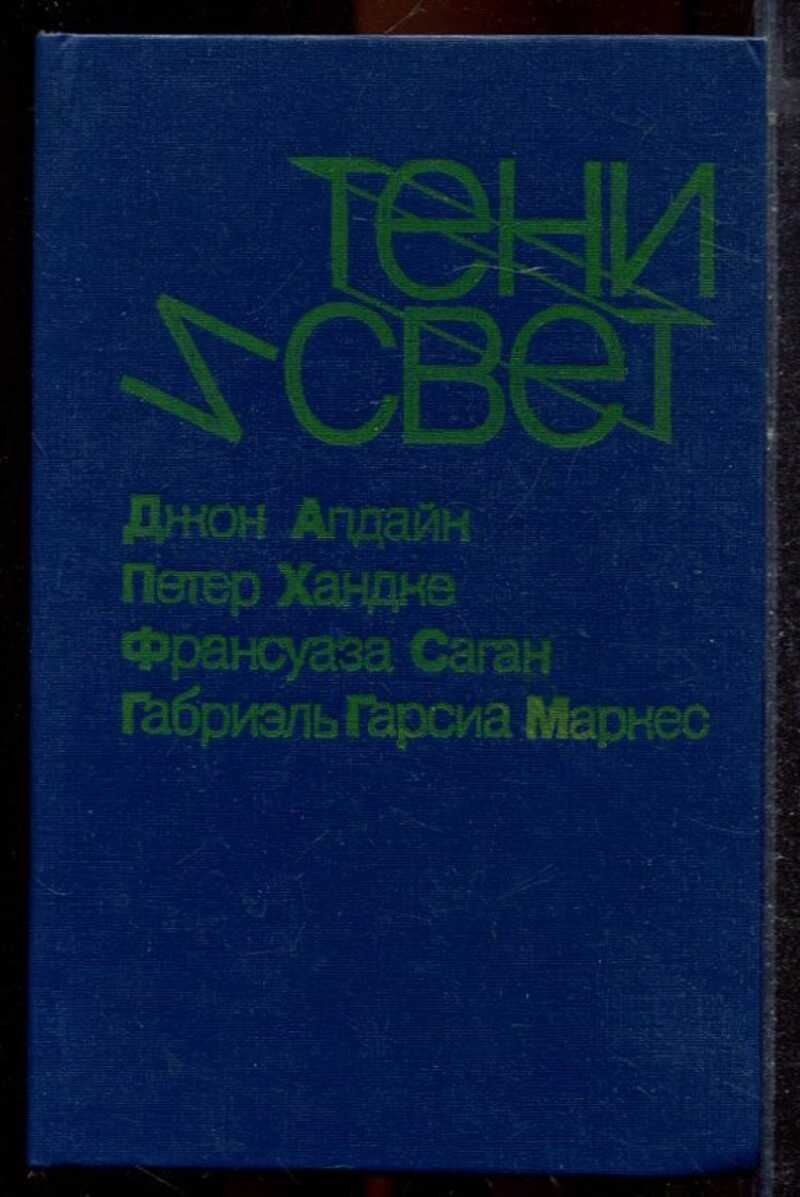 тени
и свет
Джон Апдайк
Петер Хандке
Франсуаза Саган
Габриэль Гарсиа Маркес